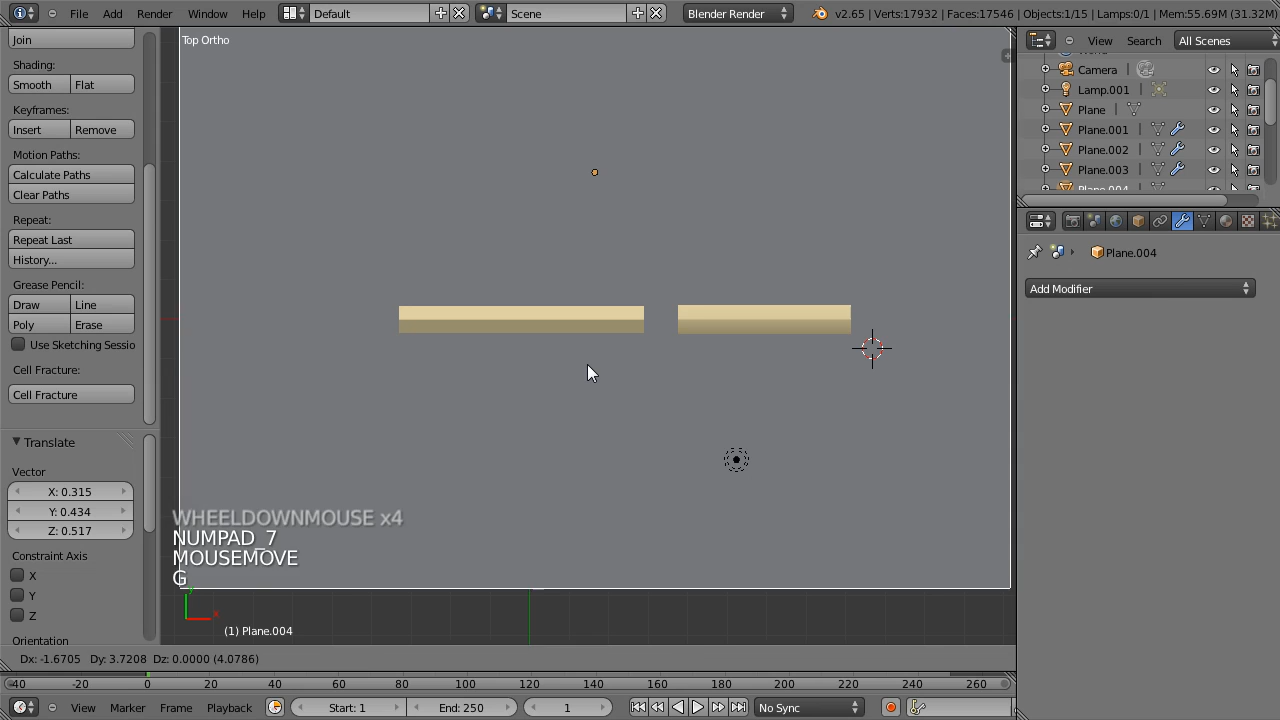 File Add Render Window Help Default Scene Blender Render v2.65 | Verts:17932 | Faces:17546 | Objects:1/15 | Lamps:0/1 | Mem:55.69M (31.32M)
Join
Top Ortho
View Search All Scenes
Shading:
Smooth Flat
Camera
Lamp.001
Keyframes:
Plane
Insert Remove
Plane.001
Motion Paths:
Plane.002
Calculate Paths
Plane.003
Clear Paths
Plane.004
Repeat:
Repeat Last
Plane.004
History...
Grease Pencil:
Add Modifier
Draw Line
Poly Erase
Use Sketching Sessio
Cell Fracture:
Cell Fracture
Translate
Vector
X: 0.315
Y: 0.434
Z: 0.517
WHEELDOWNMOUSE x4
NUMPAD_7
MOUSEMOVE
G
Constraint Axis
X
Y
Z
y
x
(1) Plane.004
Orientation
Dx: -1.6705 Dy: 3.7208 Dz: 0.0000 (4.0786)
-40 -20 0 20 40 60 80 100 120 140 160 180 200 220 240 260
View Marker Frame Playback Start: 1 End: 250 1 No Sync